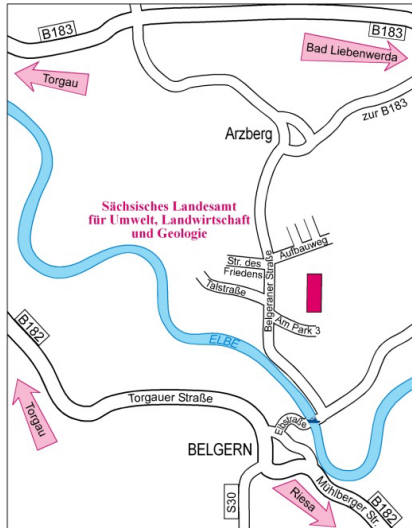 B183
B183
Bad Liebenwerda
Torgau
zur B183
Arzberg
Sächsisches Landesamt
für Umwelt, Landwirtschaft
und Geologie
Aufbauweg
Str. des
Friedens
Belgeraner Straße
Talstraße
Am Park 3
B182
ELBE
Torgau
Torgauer Straße
Elbstraße
BELGERN
Mühlberger Str.
B182
S30
Riesa